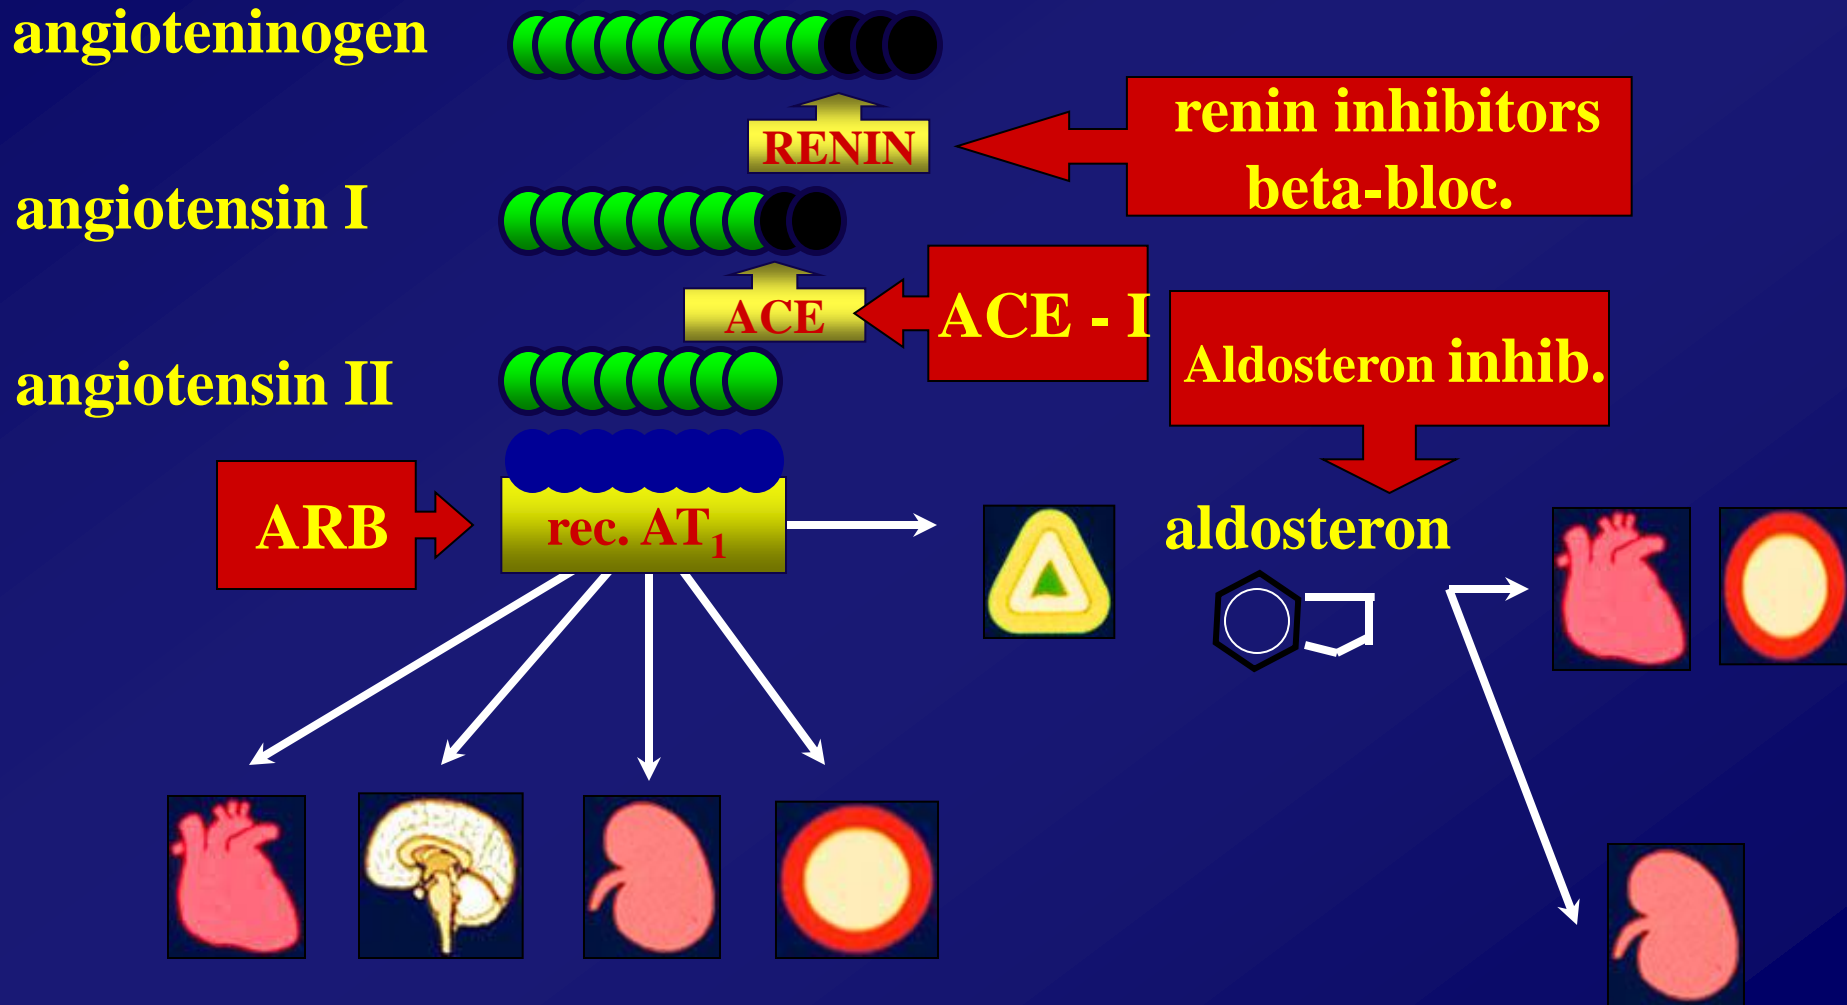 angioteninogen
RENIN
renin inhibitors
beta-bloc.
angiotensin I
ACE
ACE - I
Aldosteron inhib.
angiotensin II
ARB
rec. AT₁
aldosteron